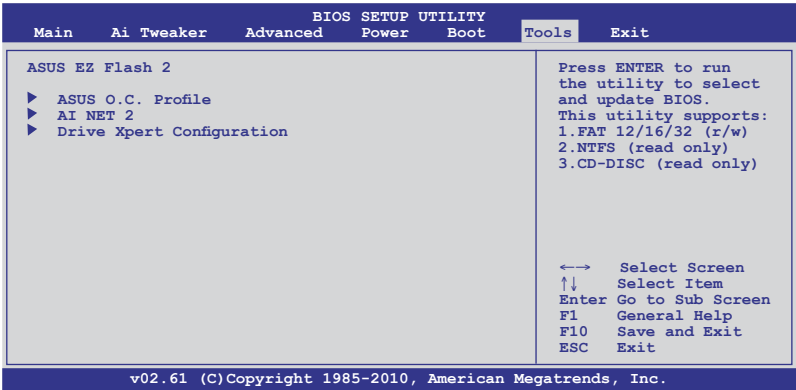 BIOS SETUP UTILITY
Main Ai Tweaker Advanced Power Boot Tools Exit
ASUS EZ Flash 2
ASUS O.C. Profile
AI NET 2
Drive Xpert Configuration
Press ENTER to run
the utility to select
and update BIOS.
This utility supports:
1.FAT 12/16/32 (r/w)
2.NTFS (read only)
3.CD-DISC (read only)
←→ Select Screen
↑↓ Select Item
Enter Go to Sub Screen
F1 General Help
F10 Save and Exit
ESC Exit
v02.61 (C)Copyright 1985-2010, American Megatrends, Inc.